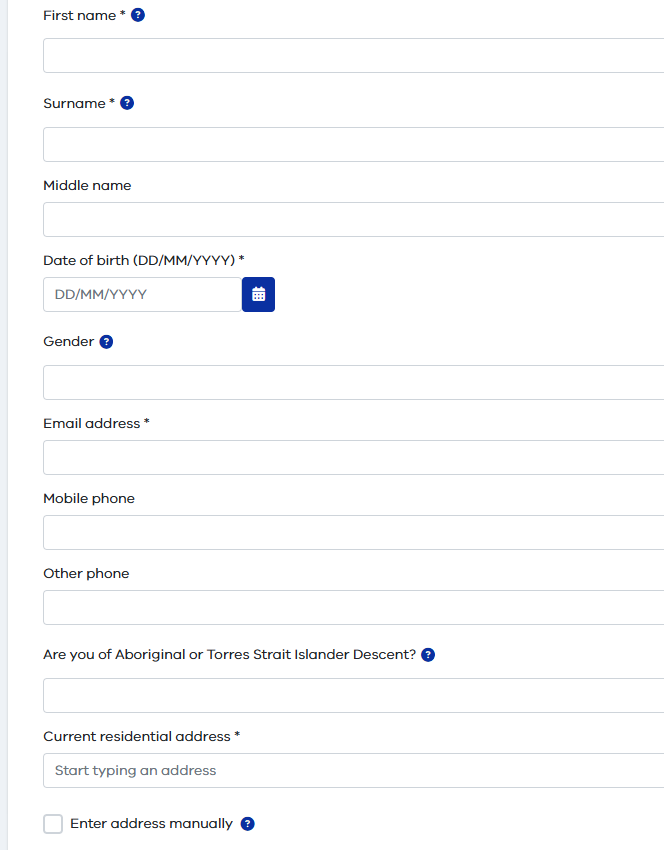 First name * ?
Surname * ?
Middle name
Date of birth (DD/MM/YYYY) *
DD/MM/YYYY
Gender ?
Email address *
Mobile phone
Other phone
Are you of Aboriginal or Torres Strait Islander Descent? ?
Current residential address *
Start typing an address
Enter address manually ?